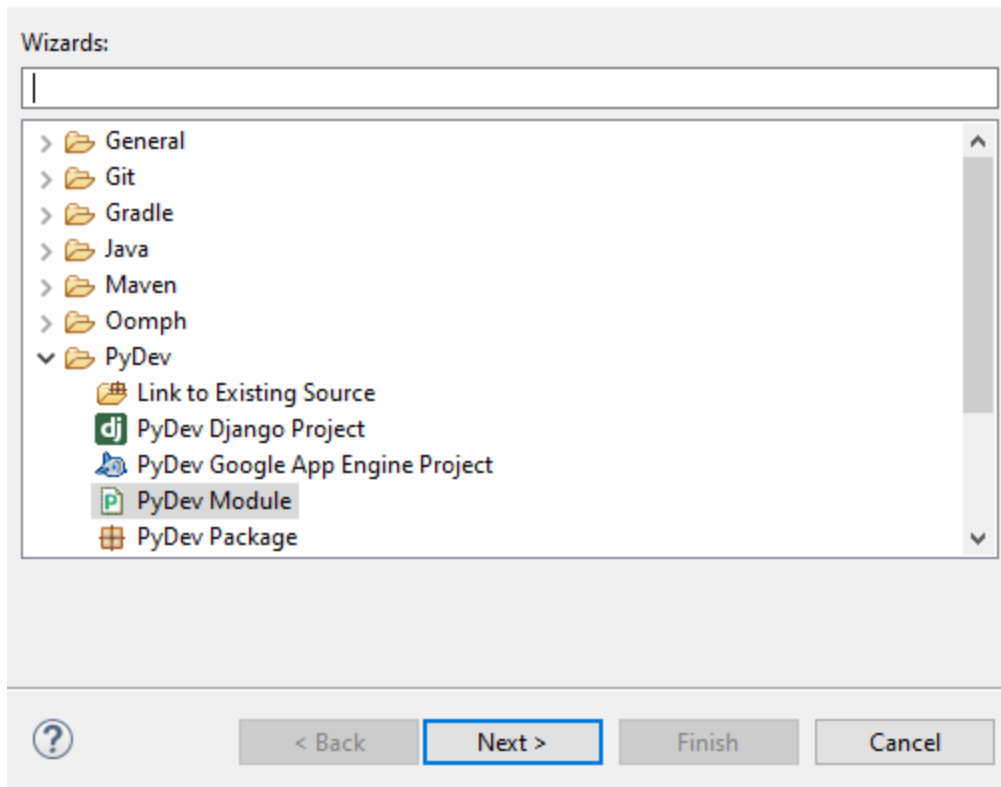 Wizards:
General
Git
Gradle
Java
Maven
Oomph
PyDev
Link to Existing Source
dj PyDev Django Project
PyDev Google App Engine Project
P PyDev Module
PyDev Package
? < Back Next > Finish Cancel